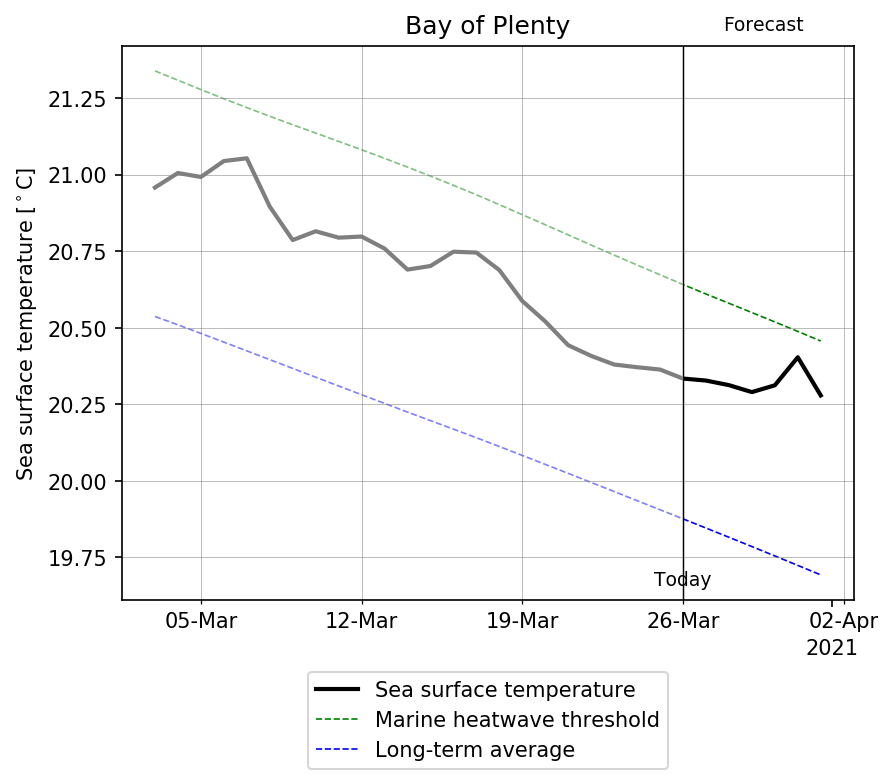 Bay of Plenty
Forecast
Sea surface temperature [°C]
21.25
21.00
20.75
20.50
20.25
20.00
19.75
Today
05-Mar
12-Mar
19-Mar
26-Mar
02-Apr
2021
Sea surface temperature
Marine heatwave threshold
Long-term average